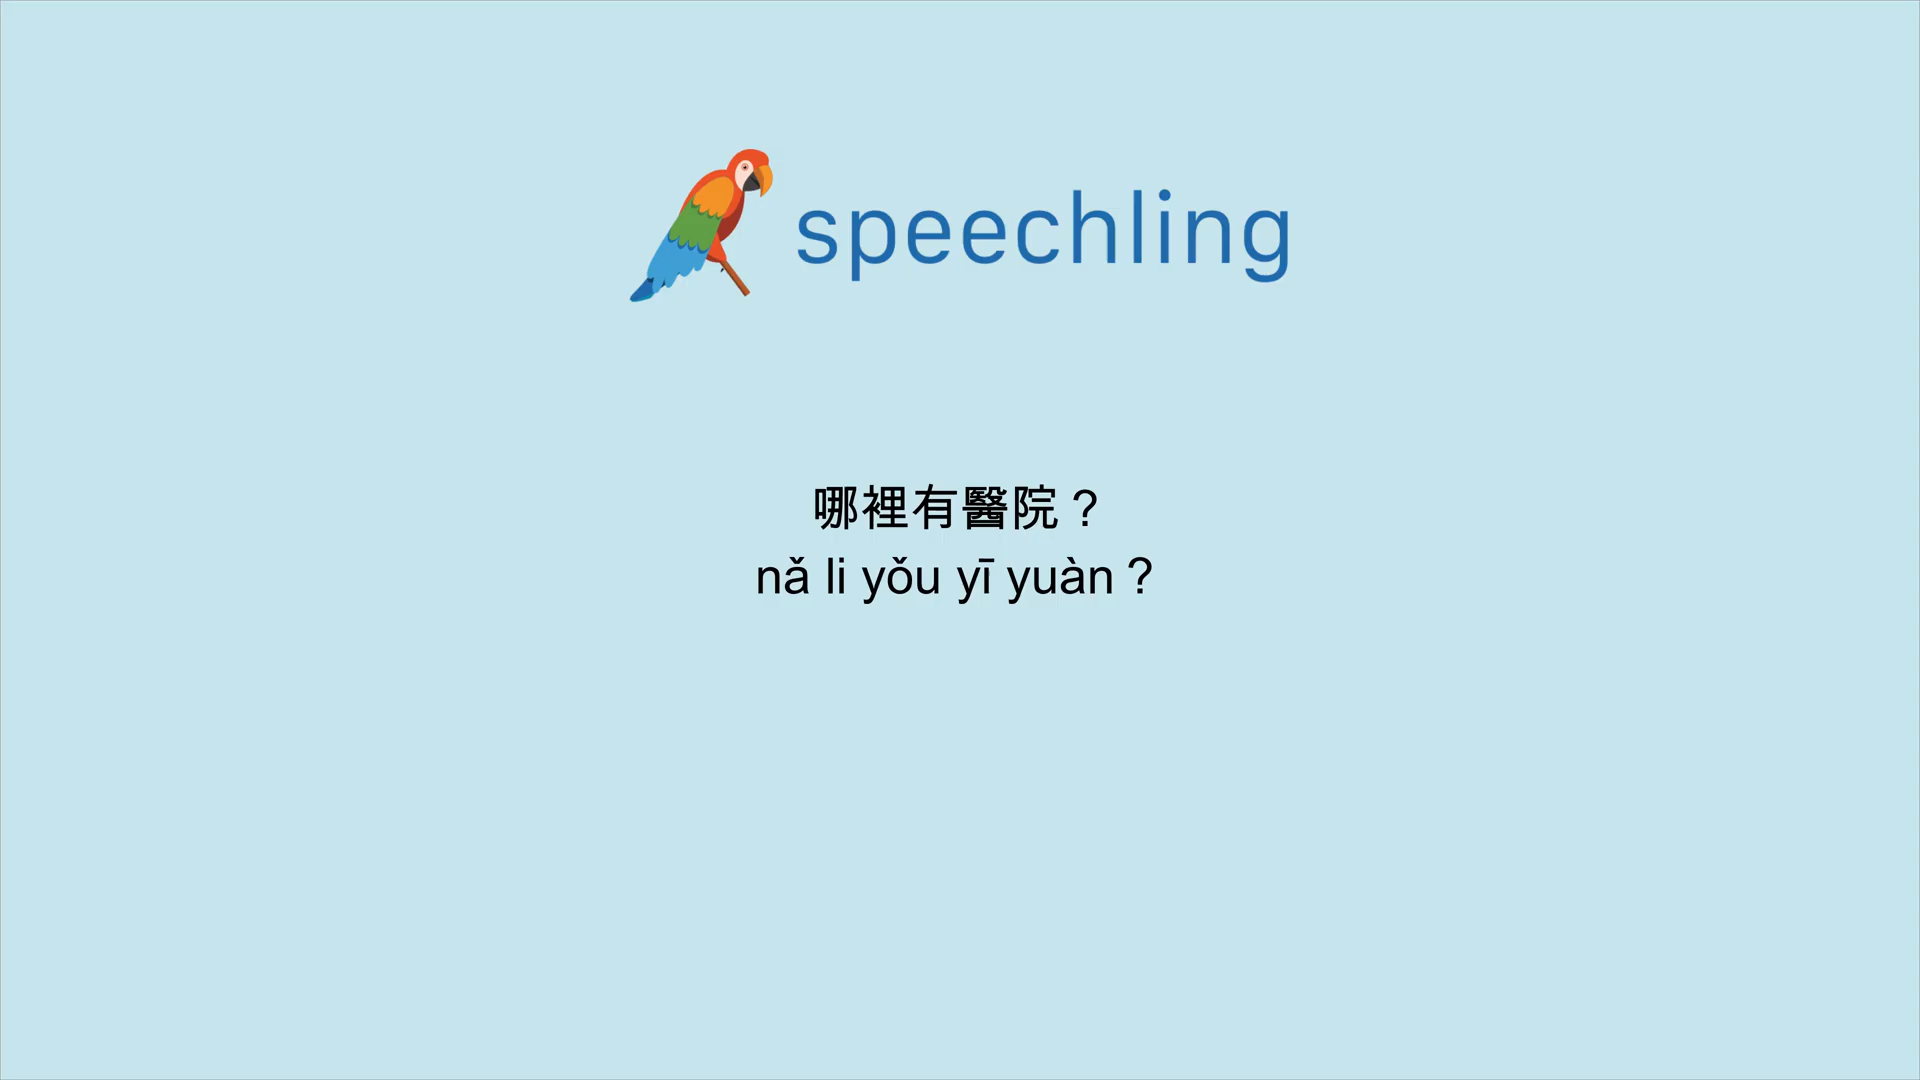 speechling
哪裡有醫院？
nǎ li yǒu yī yuàn？